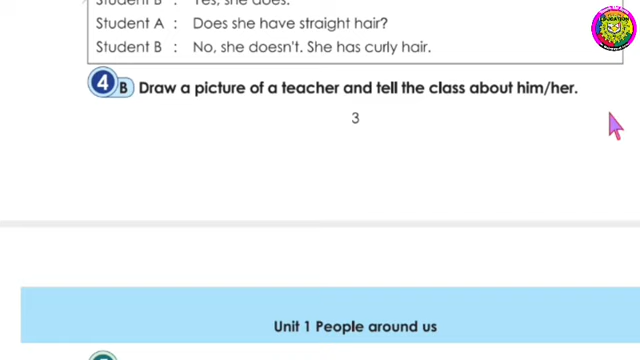 Student B : Yes, she does.
Student A : Does she have straight hair?
Student B : No, she doesn't. She has curly hair.
4 B Draw a picture of a teacher and tell the class about him/her.
3
Unit 1 People around us
EDUCATION